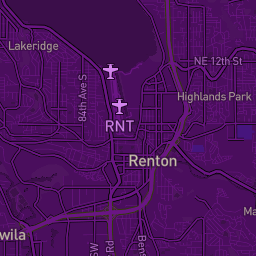 Lakeridge
NE 12th St
84th Ave S
Highlands Park
RNT
Renton
Ma
wila
SW
Rd
Ben